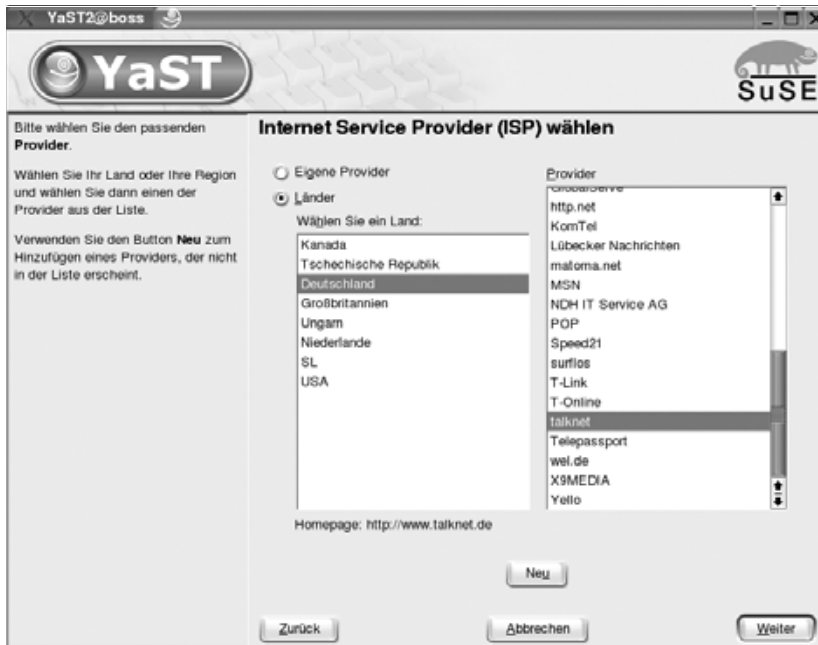 YaST2@boss
YaST
SuSE
Bitte wählen Sie den passenden
Provider.
Wählen Sie Ihr Land oder Ihre Region
und wählen Sie dann einen der
Provider aus der Liste.
Verwenden Sie den Button Neu zum
Hinzufügen eines Providers, der nicht
in der Liste erscheint.
Internet Service Provider (ISP) wählen
Eigene Provider
Länder
Wählen Sie ein Land:
Kanada
Tschechische Republik
Deutschland
Großbritannien
Ungarn
Niederlande
SL
USA
Provider
GlobalServe
http.net
KomTel
Lübecker Nachrichten
matoma.net
MSN
NDH IT Service AG
POP
Speed21
surflos
T-Link
T-Online
talknet
Telepassport
wel.de
X9MEDIA
Yello
Homepage: http://www.talknet.de
Neu
Zurück
Abbrechen
Weiter